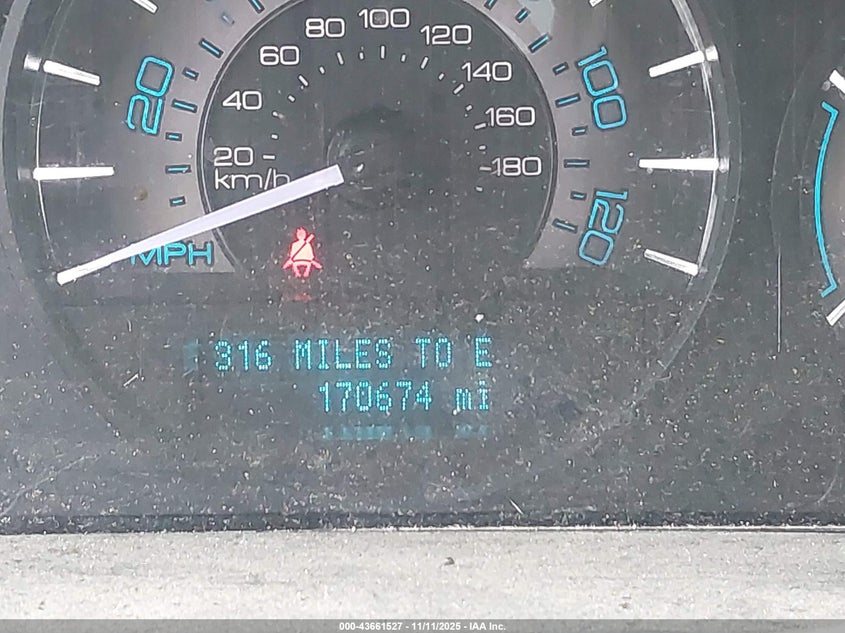 80 100 120
60 140
40 160
20 180
km/h
20 100
120
MPH
316 MILES TO E
170674 mi
000-43661527 - 11/11/2025 - IAA Inc.